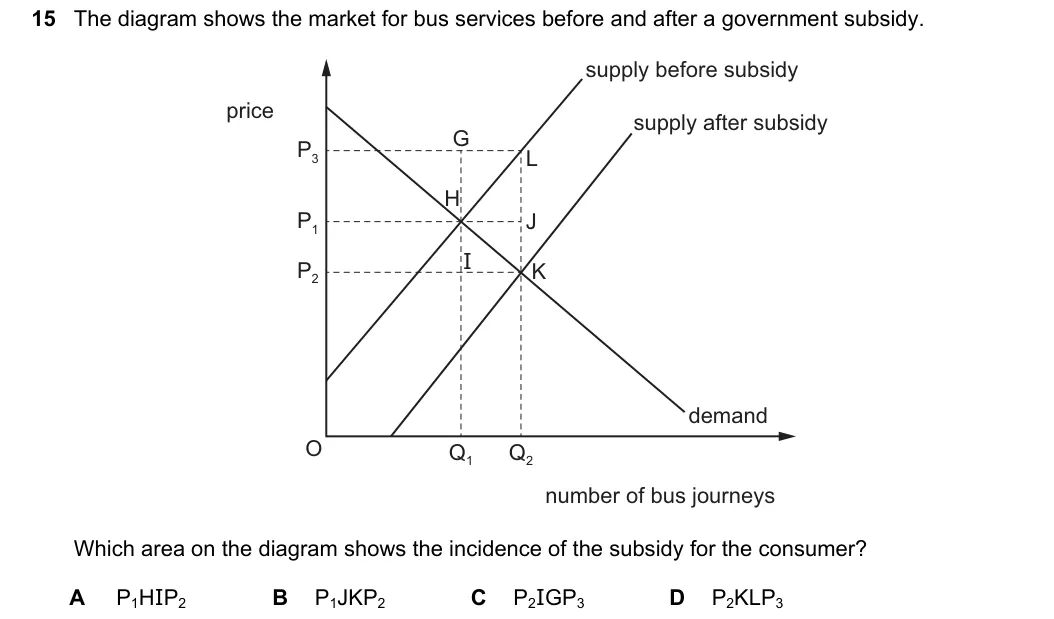 15 The diagram shows the market for bus services before and after a government subsidy.
supply before subsidy
price
supply after subsidy
G
P₃
L
H
P₁
J
I
P₂
K
demand
O
Q₁ Q₂
number of bus journeys
Which area on the diagram shows the incidence of the subsidy for the consumer?
A P₁HIP₂ B P₁JKP₂ C P₂IGP₃ D P₂KLP₃